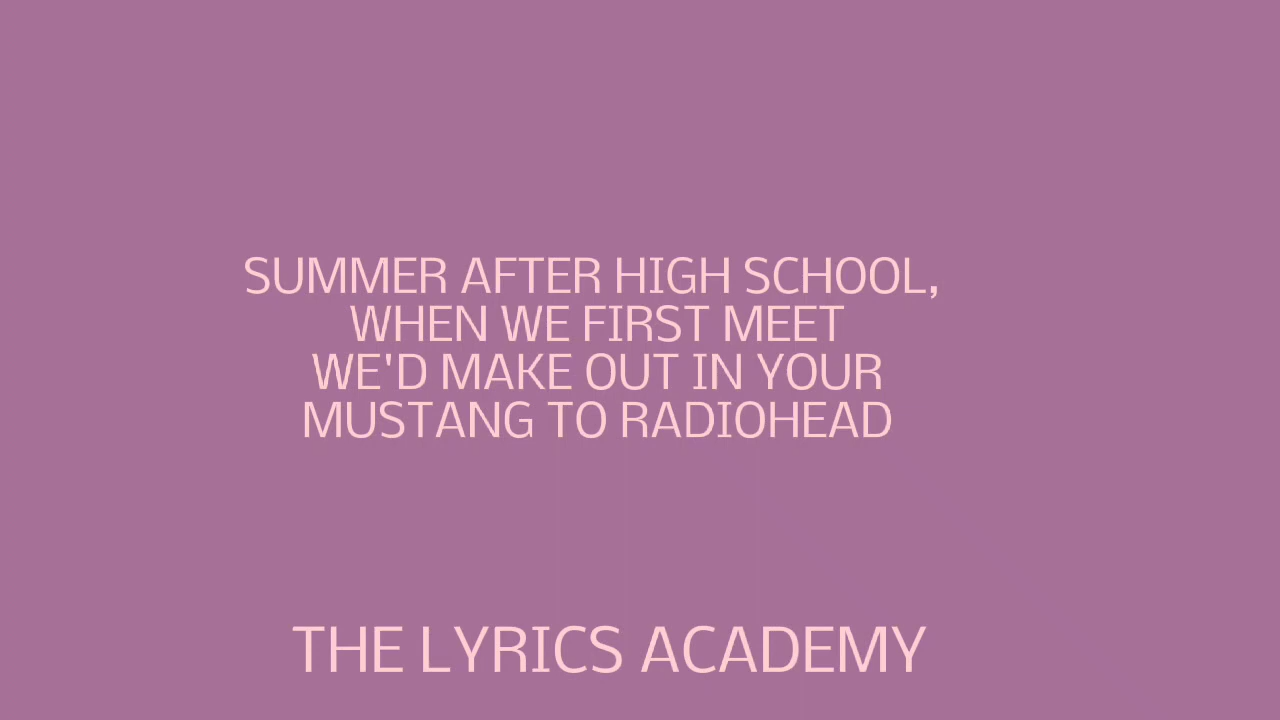 SUMMER AFTER HIGH SCHOOL,
WHEN WE FIRST MEET
WE'D MAKE OUT IN YOUR
MUSTANG TO RADIOHEAD
THE LYRICS ACADEMY